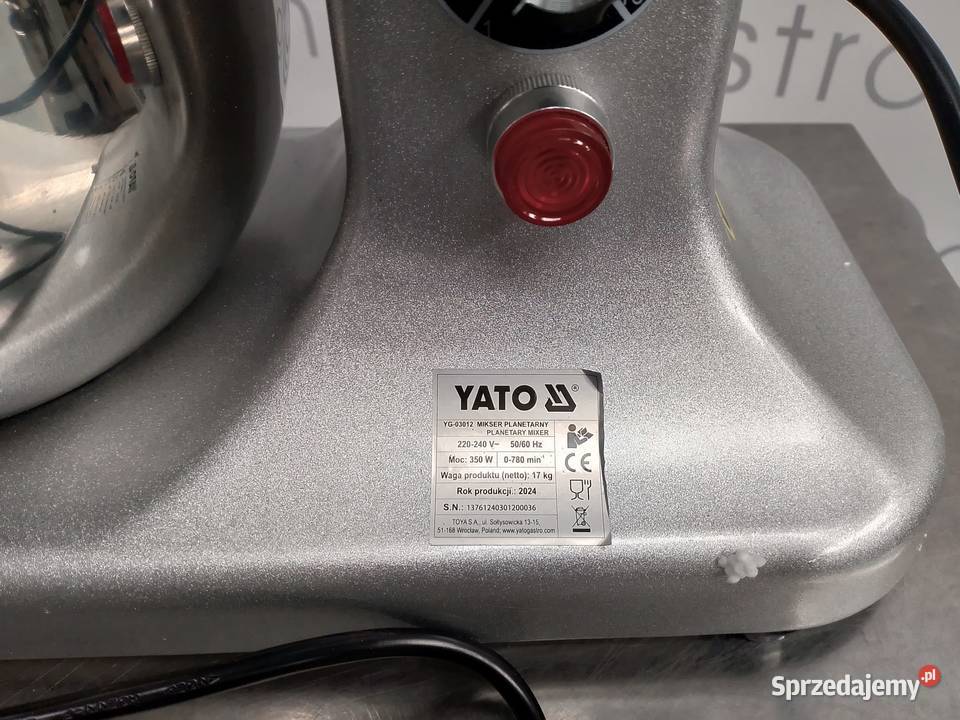 stro
YATO ®
YG-03012 MIKSER PLANETARNY
PLANETARY MIXER
220-240 V~ 50/60 Hz
Moc: 350 W 0-780 min⁻¹
Waga produktu (netto): 17 kg
Rok produkcji.: 2024
S.N.: 13761240301200036
TOYA S.A., ul. Sołtysowicka 13-15,
51-168 Wrocław, Poland; www.yatogastro.com
CE
Sprzedajemy.pl